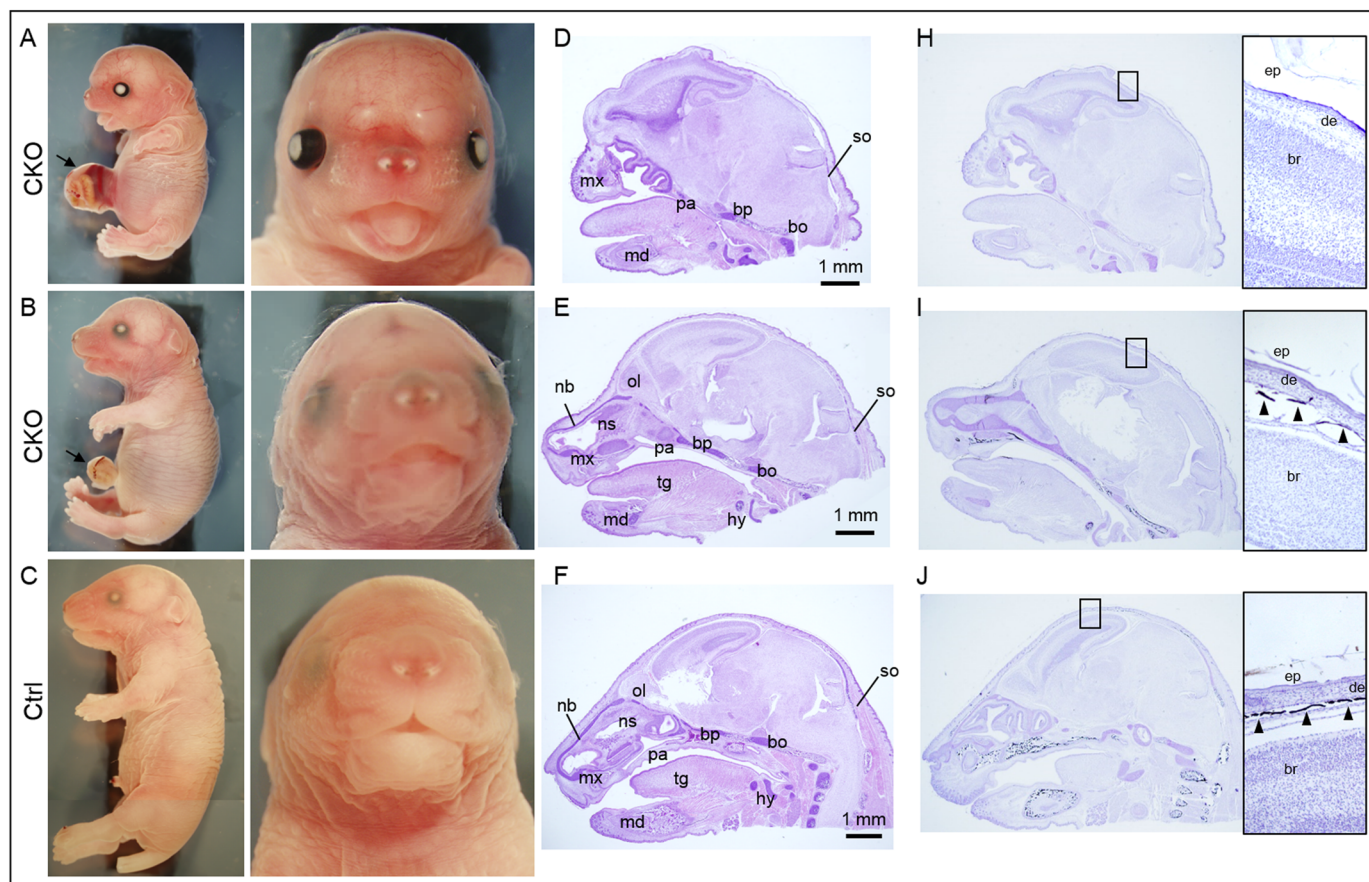 A
CKO
B
CKO
C
Ctrl
D
so
mx
pa
bp
bo
md
1 mm
E
nb
ol
ns
so
mx
pa
bp
bo
tg
md
hy
1 mm
F
nb
ol
so
ns
bp
bo
mx
pa
tg
hy
md
1 mm
H
ep
de
br
I
ep
de
br
J
ep
de
br